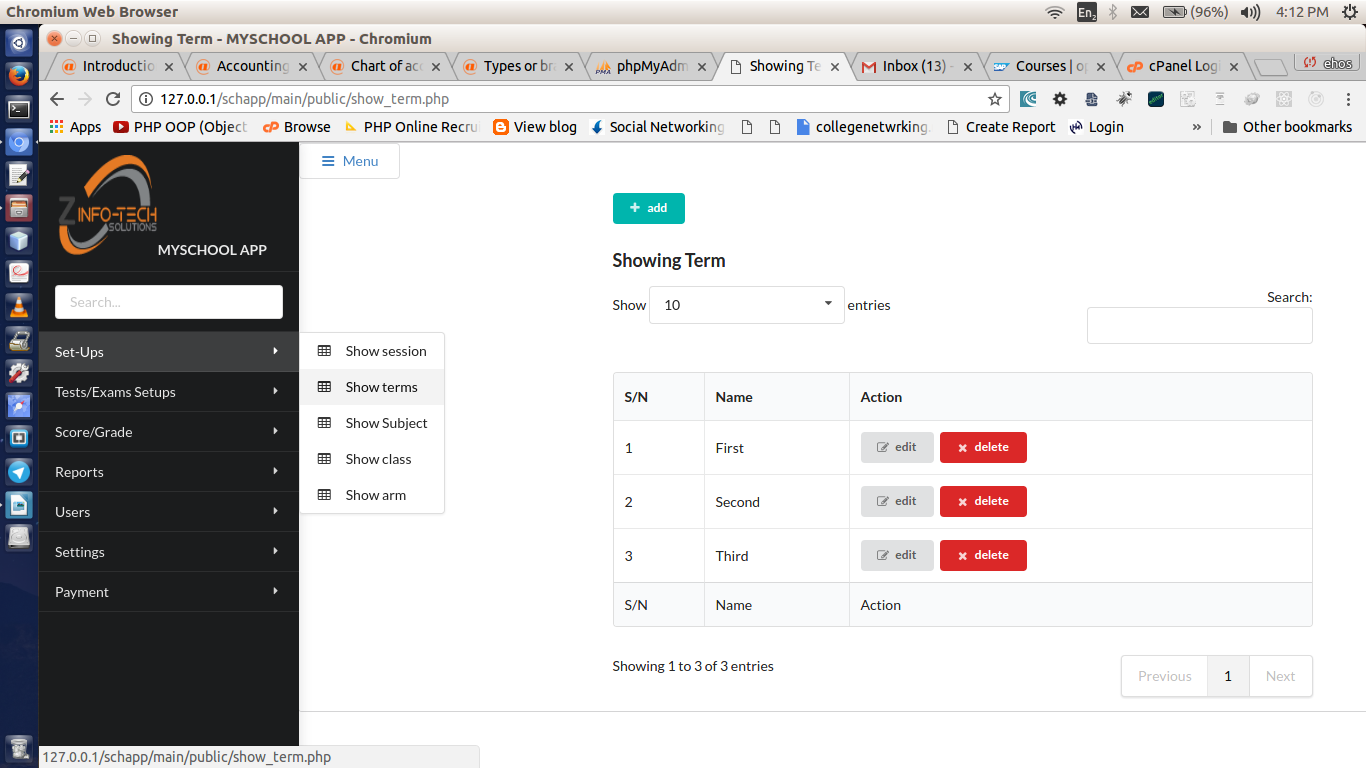 Chromium Web Browser
En2
(96%)
4:12 PM
Showing Term - MYSCHOOL APP - Chromium
Introductio
Accounting
Chart of acc
Types or br
phpMyAdm
Showing Te
Inbox (13) -
Courses | op
cPanel Logi
ehos
127.0.0.1/schapp/main/public/show_term.php
Apps
PHP OOP (Object
Browse
PHP Online Recru
View blog
Social Networking
collegenetwrking.
Create Report
Login
»
Other bookmarks
Z INFO-TECH
SOLUTIONS
MYSCHOOL APP
Search...
Set-Ups
Tests/Exams Setups
Score/Grade
Reports
Users
Settings
Payment
Menu
Show session
Show terms
Show Subject
Show class
Show arm
add
Showing Term
Show 10 entries
Search:
S/N Name Action
1 First edit delete
2 Second edit delete
3 Third edit delete
S/N Name Action
Showing 1 to 3 of 3 entries
Previous 1 Next
127.0.0.1/schapp/main/public/show_term.php